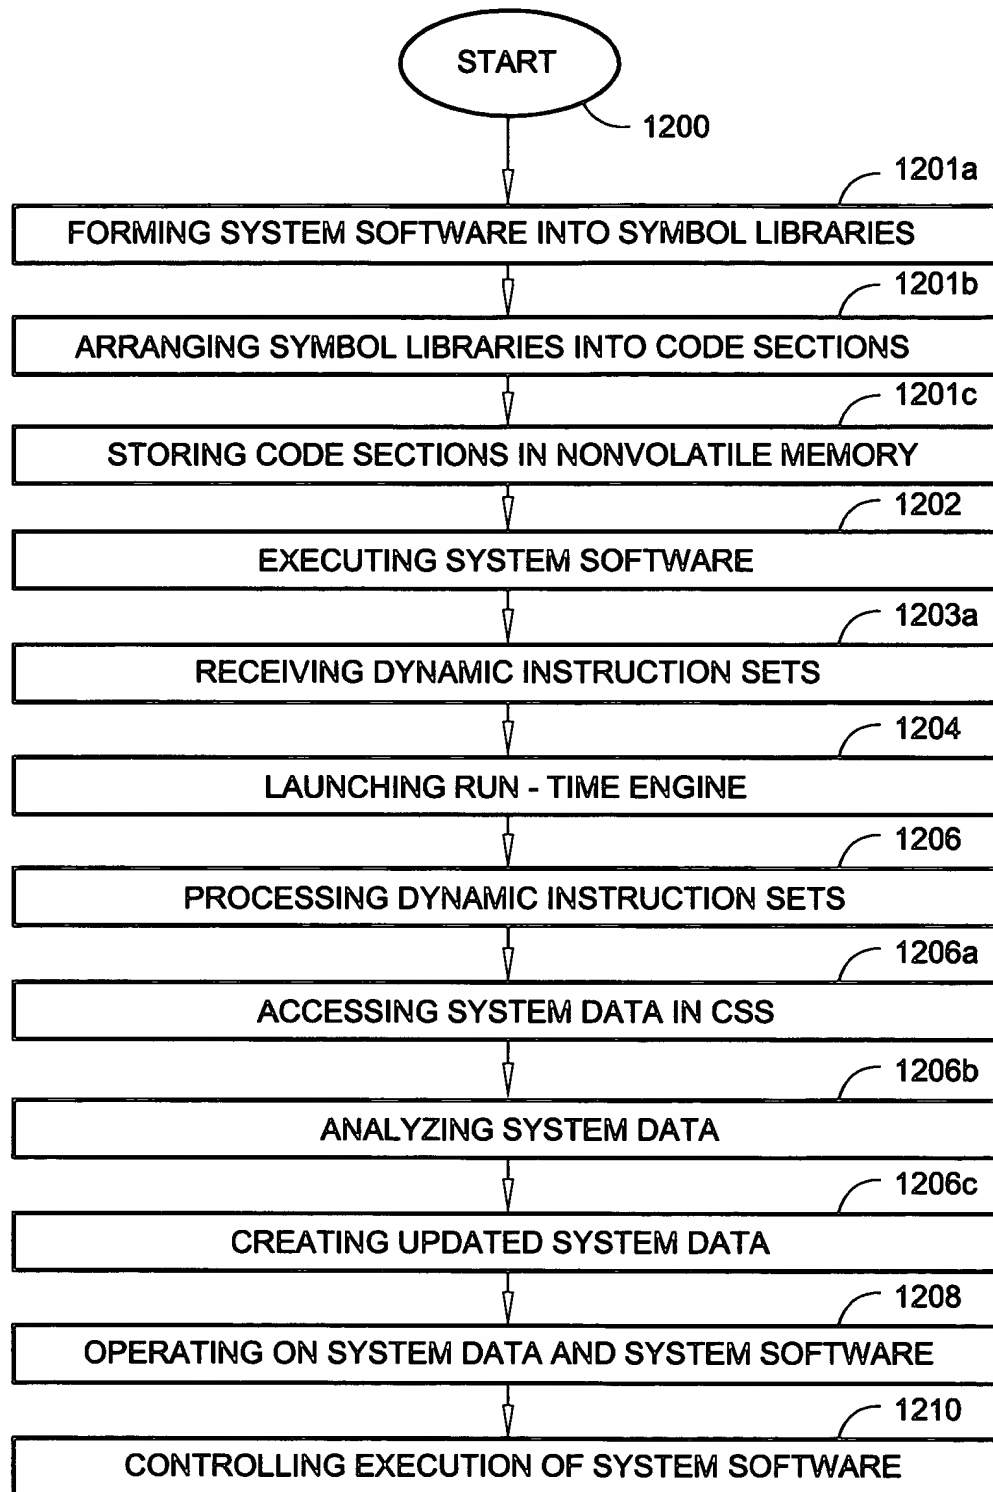 START
1200
1201a
FORMING SYSTEM SOFTWARE INTO SYMBOL LIBRARIES
1201b
ARRANGING SYMBOL LIBRARIES INTO CODE SECTIONS
1201c
STORING CODE SECTIONS IN NONVOLATILE MEMORY
1202
EXECUTING SYSTEM SOFTWARE
1203a
RECEIVING DYNAMIC INSTRUCTION SETS
1204
LAUNCHING RUN - TIME ENGINE
1206
PROCESSING DYNAMIC INSTRUCTION SETS
1206a
ACCESSING SYSTEM DATA IN CSS
1206b
ANALYZING SYSTEM DATA
1206c
CREATING UPDATED SYSTEM DATA
1208
OPERATING ON SYSTEM DATA AND SYSTEM SOFTWARE
1210
CONTROLLING EXECUTION OF SYSTEM SOFTWARE